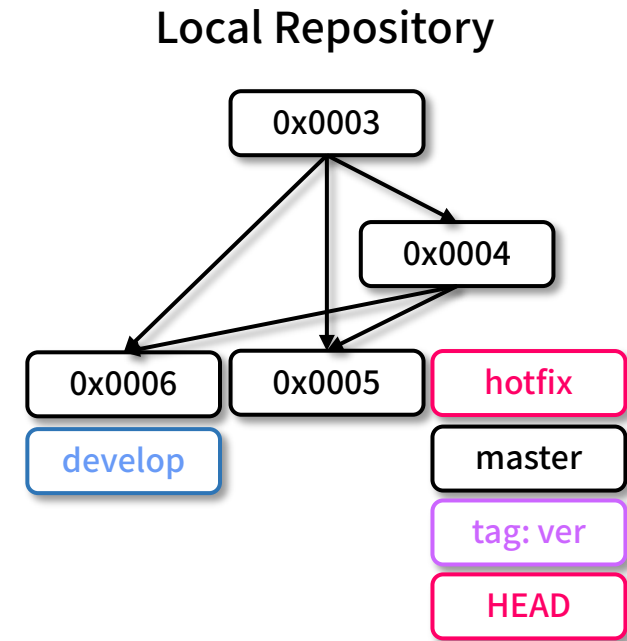 Local Repository
0x0003
0x0004
0x0006
0x0005
hotfix
develop
master
tag: ver
HEAD